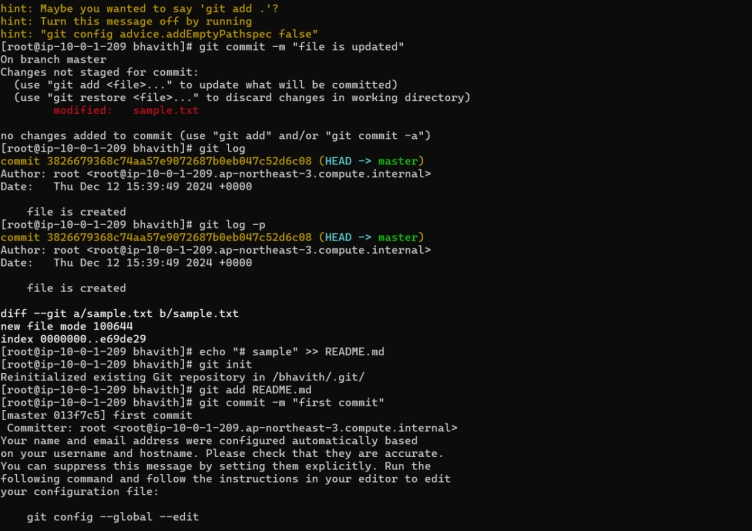 hint: Maybe you wanted to say 'git add .'?
hint: Turn this message off by running
hint: "git config advice.addEmptyPathspec false"
[root@ip-10-0-1-209 bhavith]# git commit -m "file is updated"
On branch master
Changes not staged for commit:
  (use "git add <file>..." to update what will be committed)
  (use "git restore <file>..." to discard changes in working directory)
        modified:   sample.txt

no changes added to commit (use "git add" and/or "git commit -a")
[root@ip-10-0-1-209 bhavith]# git log
commit 3826679368c74aa57e9072687b0eb047c52d6c08 (HEAD -> master)
Author: root <root@ip-10-0-1-209.ap-northeast-3.compute.internal>
Date:   Thu Dec 12 15:39:49 2024 +0000

    file is created
[root@ip-10-0-1-209 bhavith]# git log -p
commit 3826679368c74aa57e9072687b0eb047c52d6c08 (HEAD -> master)
Author: root <root@ip-10-0-1-209.ap-northeast-3.compute.internal>
Date:   Thu Dec 12 15:39:49 2024 +0000

    file is created

diff --git a/sample.txt b/sample.txt
new file mode 100644
index 0000000..e69de29
[root@ip-10-0-1-209 bhavith]# echo "# sample" >> README.md
[root@ip-10-0-1-209 bhavith]# git init
Reinitialized existing Git repository in /bhavith/.git/
[root@ip-10-0-1-209 bhavith]# git add README.md
[root@ip-10-0-1-209 bhavith]# git commit -m "first commit"
[master 013f7c5] first commit
 Committer: root <root@ip-10-0-1-209.ap-northeast-3.compute.internal>
Your name and email address were configured automatically based
on your username and hostname. Please check that they are accurate.
You can suppress this message by setting them explicitly. Run the
following command and follow the instructions in your editor to edit
your configuration file:

    git config --global --edit